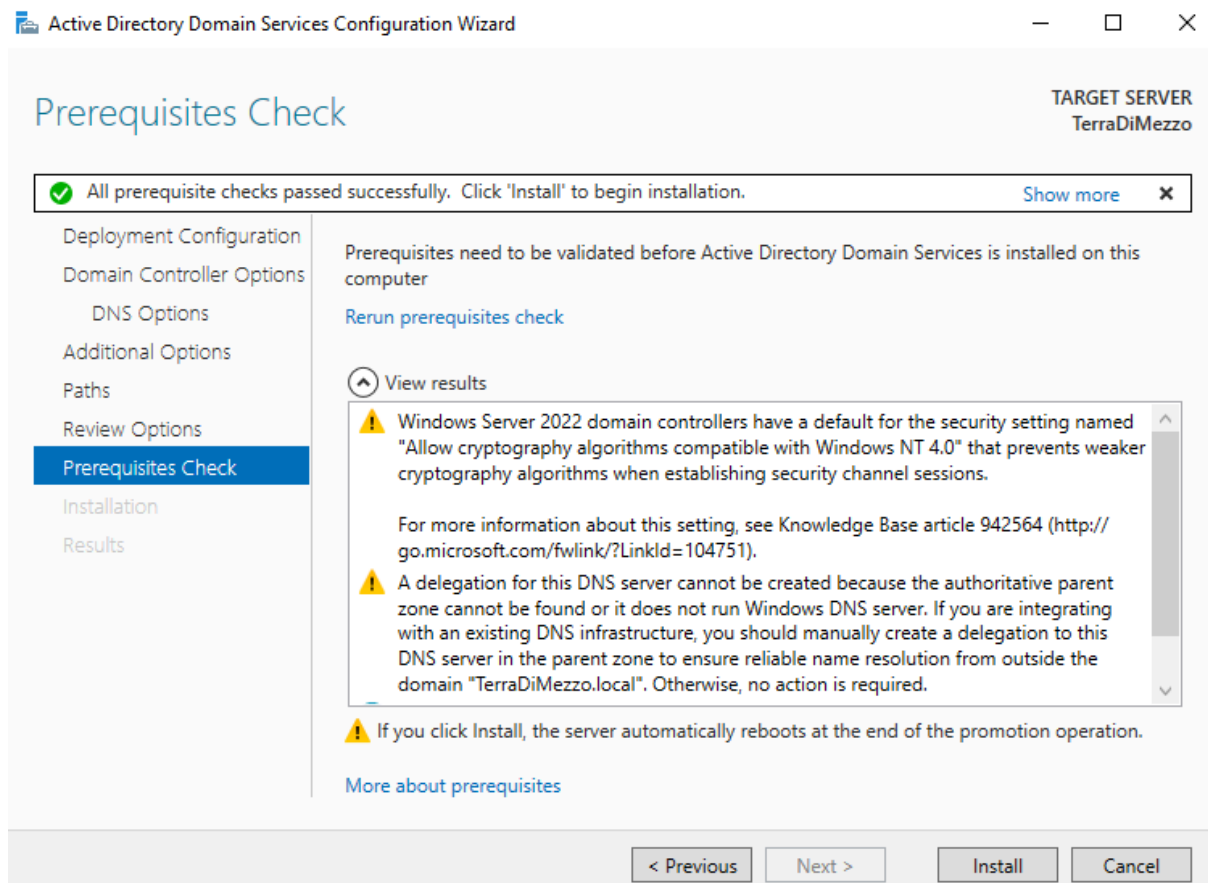 Active Directory Domain Services Configuration Wizard
Prerequisites Check
TARGET SERVER
TerraDiMezzo
All prerequisite checks passed successfully.  Click 'Install' to begin installation.
Show more
Deployment Configuration
Domain Controller Options
DNS Options
Additional Options
Paths
Review Options
Prerequisites Check
Installation
Results
Prerequisites need to be validated before Active Directory Domain Services is installed on this
computer
Rerun prerequisites check
View results
Windows Server 2022 domain controllers have a default for the security setting named
"Allow cryptography algorithms compatible with Windows NT 4.0" that prevents weaker
cryptography algorithms when establishing security channel sessions.
For more information about this setting, see Knowledge Base article 942564 (http://
go.microsoft.com/fwlink/?LinkId=104751).
A delegation for this DNS server cannot be created because the authoritative parent
zone cannot be found or it does not run Windows DNS server. If you are integrating
with an existing DNS infrastructure, you should manually create a delegation to this
DNS server in the parent zone to ensure reliable name resolution from outside the
domain "TerraDiMezzo.local". Otherwise, no action is required.
If you click Install, the server automatically reboots at the end of the promotion operation.
More about prerequisites
< Previous
Next >
Install
Cancel